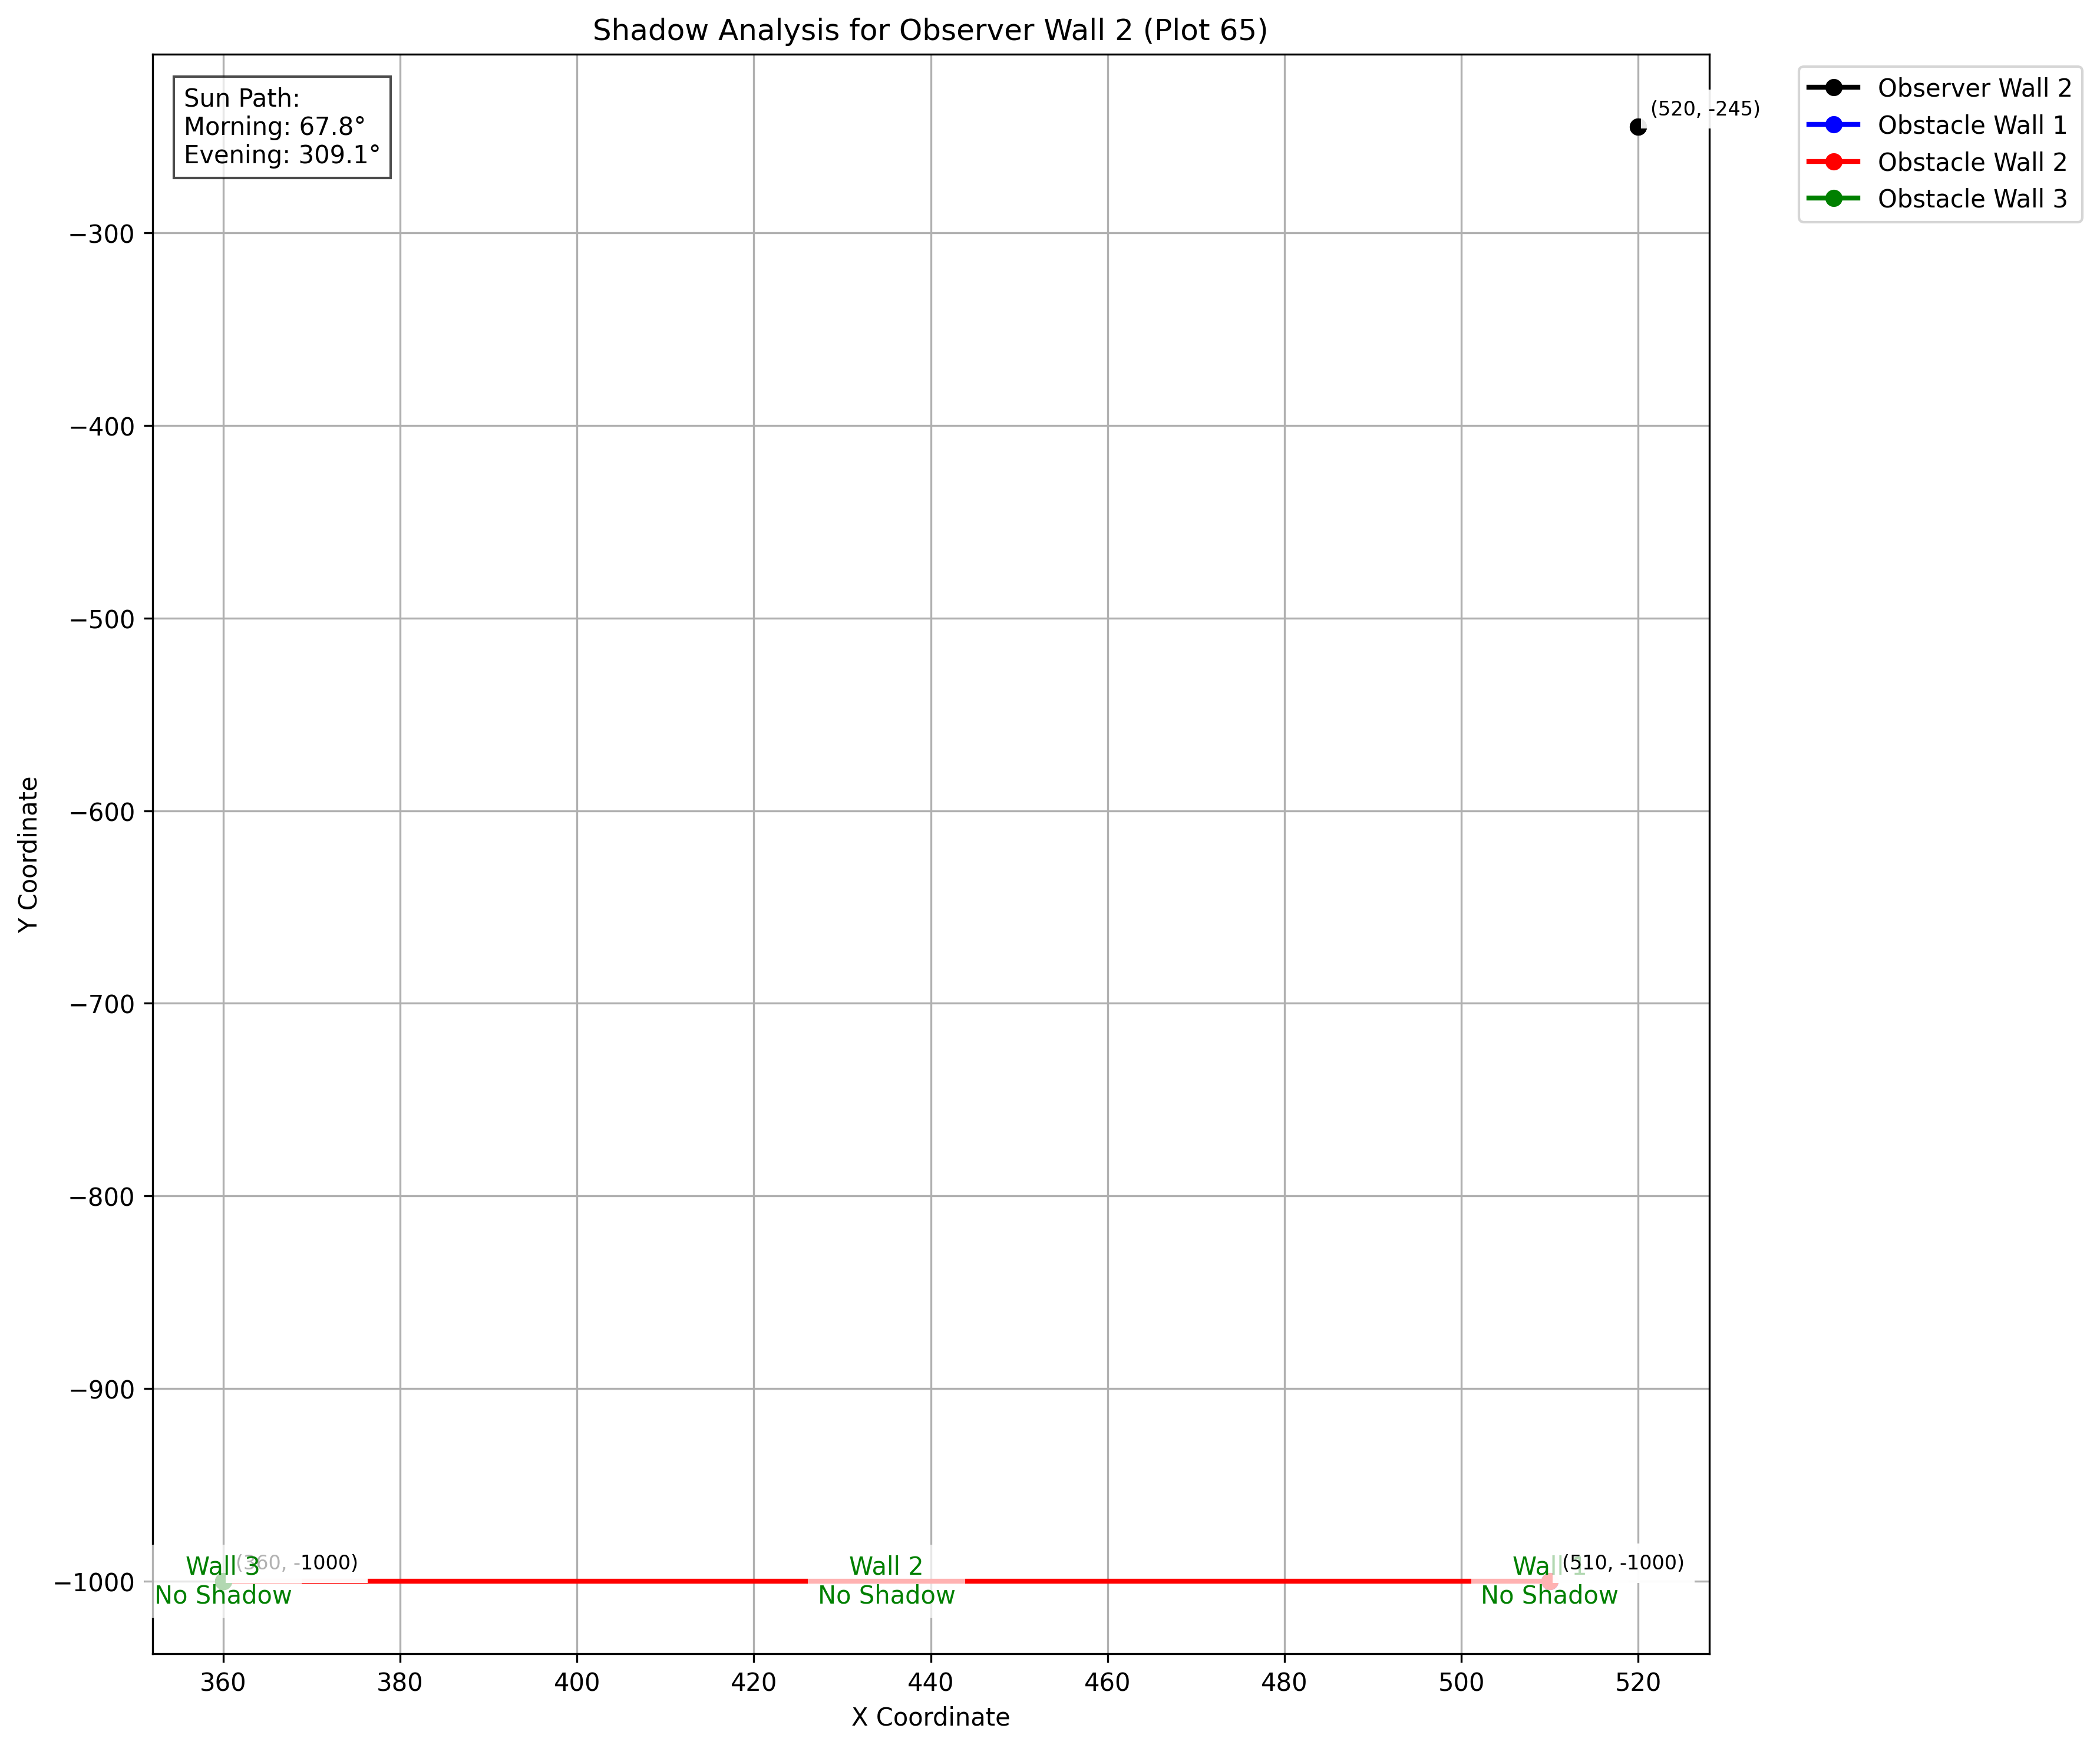 Shadow Analysis for Observer Wall 2 (Plot 65)
Sun Path:
Morning: 67.8°
Evening: 309.1°
(520, -245)
Observer Wall 2
Obstacle Wall 1
Obstacle Wall 2
Obstacle Wall 3
−300
−400
−500
−600
−700
−800
−900
−1000
Y Coordinate
Wall 3
No Shadow
(360, -1000)
Wall 2
No Shadow
Wall 1
No Shadow
(510, -1000)
360
380
400
420
440
460
480
500
520
X Coordinate